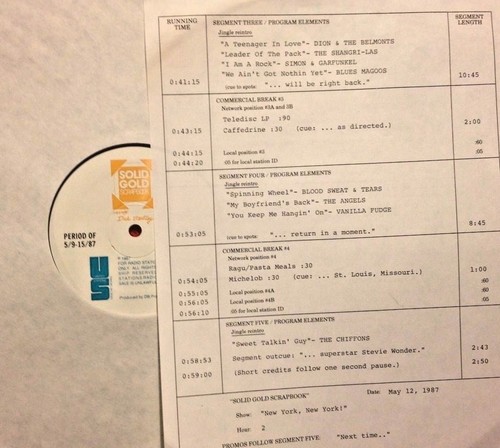 RUNNING TIME
SEGMENT THREE / PROGRAM ELEMENTS
SEGMENT LENGTH
Jingle reintro
"A Teenager In Love"- DION & THE BELMONTS
"Leader Of The Pack"- THE SHANGRI-LAS
"I Am A Rock"- SIMON & GARFUNKEL
"We Ain't Got Nothin Yet"- BLUES MAGOOS
10:45
0:41:15
(cue to spots: "... will be right back."
COMMERCIAL BREAK #3
Network position #3A and 3B
Teledisc LP :90
0:43:15
Caffedrine :30 (cue: ... as directed.)
2:00
0:44:15
Local position #3
:60
0:44:20
:05 for local station ID
:05
SEGMENT FOUR / PROGRAM ELEMENTS
Jingle reintro
"Spinning Wheel"- BLOOD SWEAT & TEARS
"My Boyfriend's Back"- THE ANGELS
"You Keep Me Hangin' On"- VANILLA FUDGE
8:45
0:53:05
(cue to spots: "... return in a moment."
COMMERCIAL BREAK #4
Network position #4
Ragu/Pasta Meals :30
0:54:05
Michelob :30 (cue: ... St. Louis, Missouri.)
1:00
0:55:05
Local position #4A
:60
0:56:05
Local position #4B
:60
0:56:10
:05 for local station ID
:05
SEGMENT FIVE / PROGRAM ELEMENTS
Jingle reintro
"Sweet Talkin' Guy"- THE CHIFFONS
0:58:53
Segment outcue: "... superstar Stevie Wonder."
2:43
0:59:00
(Short credits follow one second pause.)
2:50
"SOLID GOLD SCRAPBOOK"
Date: May 12, 1987
Show: "New York, New York!"
Hour: 2
PROMOS FOLLOW SEGMENT FIVE: "Next time.."
SOLID GOLD
SCRAPBOOK
PERIOD OF
5/9-15/87
US
FOR RADIO
ONLY. ALL